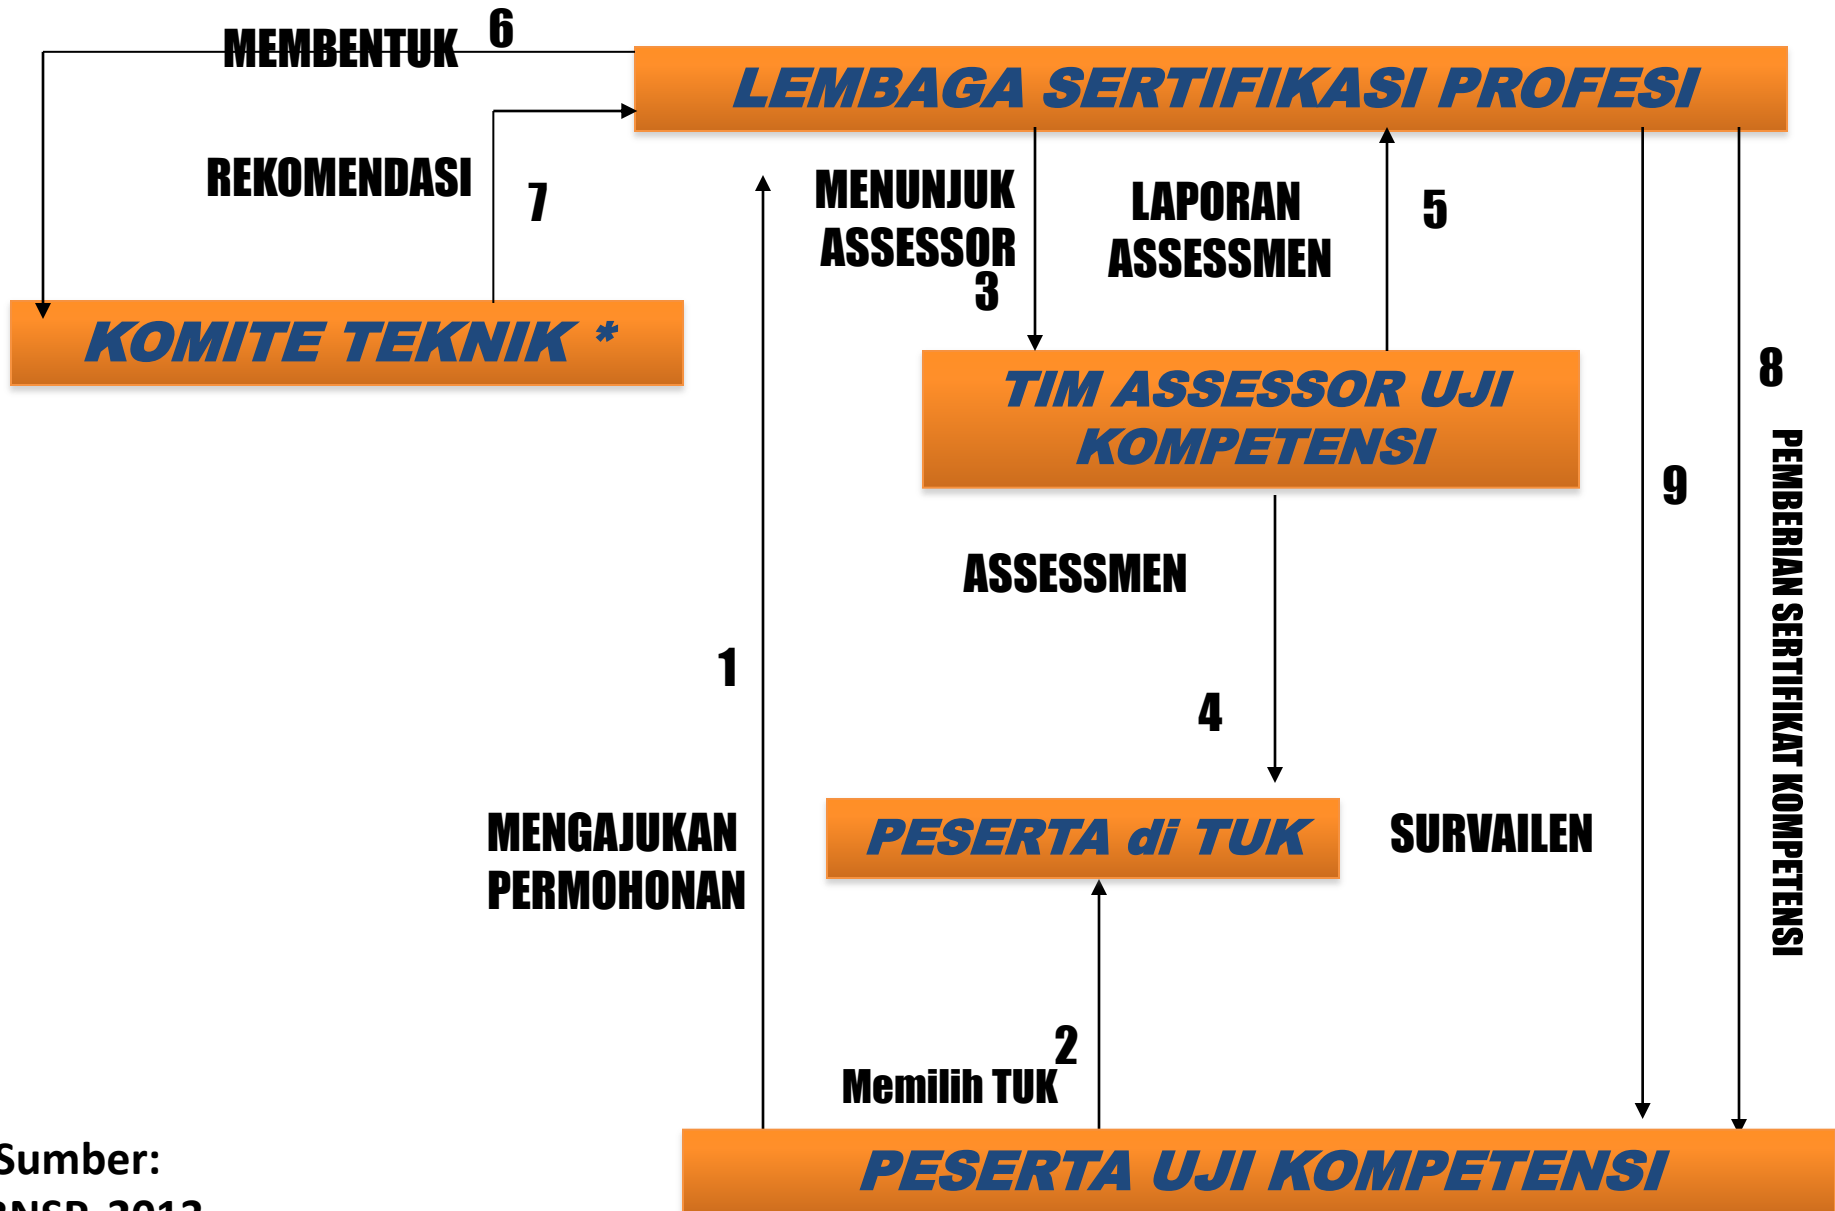 6
MEMBENTUK
LEMBAGA SERTIFIKASI PROFESI
REKOMENDASI
7
MENUNJUK
ASSESSOR
3
LAPORAN
ASSESSMEN
5
KOMITE TEKNIK *
TIM ASSESSOR UJI
KOMPETENSI
8
PEMBERIAN SERTIFIKAT KOMPETENSI
9
ASSESSMEN
1
4
MENGAJUKAN
PERMOHONAN
PESERTA di TUK
SURVAILEN
2
Memilih TUK
PESERTA UJI KOMPETENSI
Sumber:
BNSP, 2013